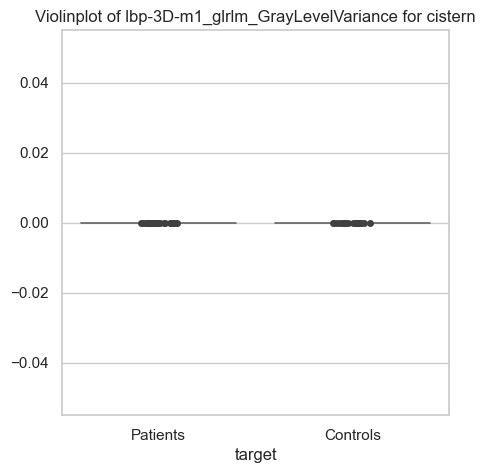 Violinplot of lbp-3D-m1_glrlm_GrayLevelVariance for cistern
0.04
0.02
0.00
−0.02
−0.04
Patients
Controls
target